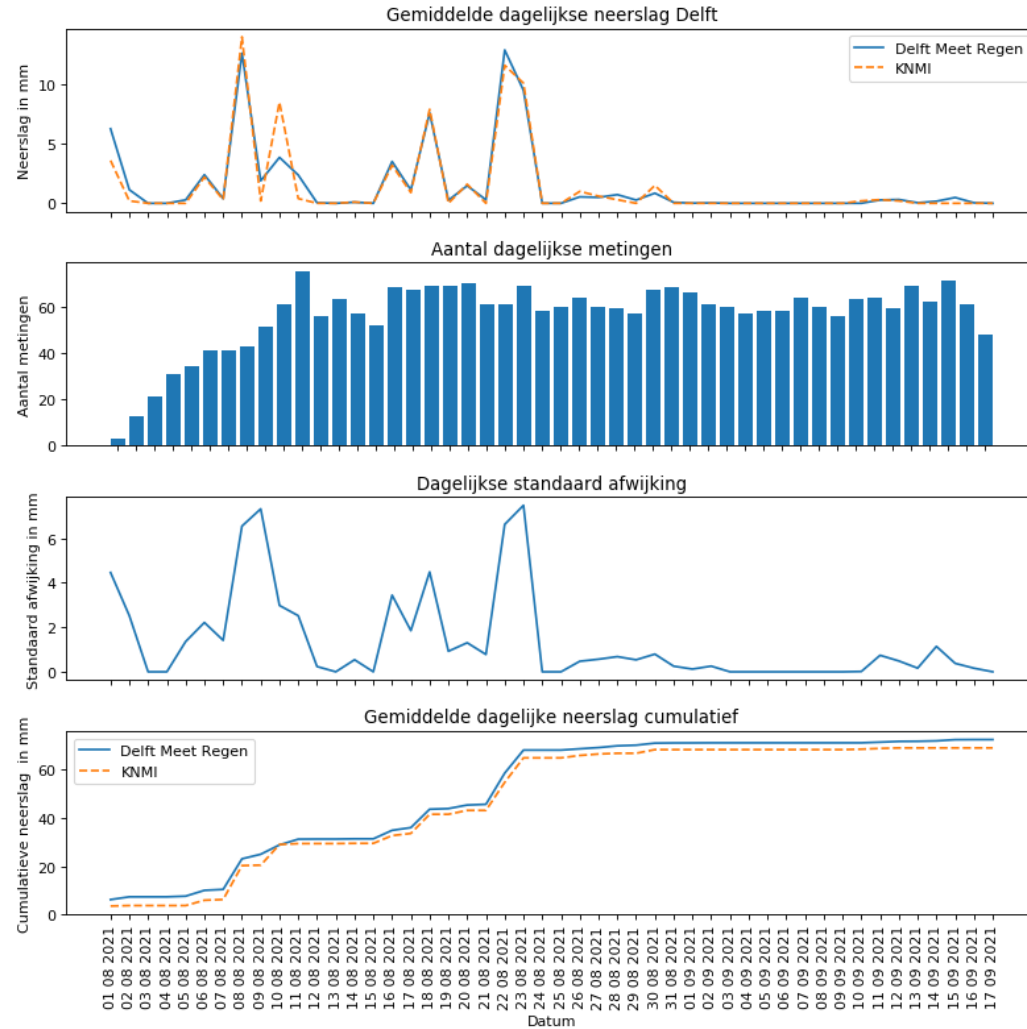 Gemiddelde dagelijkse neerslag Delft
Neerslag in mm
10
5
0
Delft Meet Regen
KNMI
Aantal dagelijkse metingen
Aantal metingen
60
40
20
0
Dagelijkse standaard afwijking
Standaard afwijking in mm
6
4
2
0
Gemiddelde dagelijke neerslag cumulatief
Cumulatieve neerslag  in mm
60
40
20
0
Delft Meet Regen
KNMI
01 08 2021
02 08 2021
03 08 2021
04 08 2021
05 08 2021
06 08 2021
07 08 2021
08 08 2021
09 08 2021
10 08 2021
11 08 2021
12 08 2021
13 08 2021
14 08 2021
15 08 2021
16 08 2021
17 08 2021
18 08 2021
19 08 2021
20 08 2021
21 08 2021
22 08 2021
23 08 2021
24 08 2021
25 08 2021
26 08 2021
27 08 2021
28 08 2021
29 08 2021
30 08 2021
31 08 2021
01 09 2021
02 09 2021
03 09 2021
04 09 2021
05 09 2021
06 09 2021
07 09 2021
08 09 2021
09 09 2021
10 09 2021
11 09 2021
12 09 2021
13 09 2021
14 09 2021
15 09 2021
16 09 2021
17 09 2021
Datum